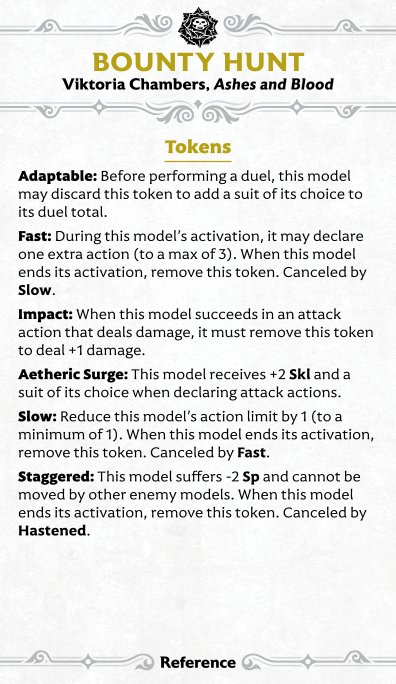 BOUNTY HUNT
Viktoria Chambers, Ashes and Blood
Tokens
Adaptable: Before performing a duel, this model
may discard this token to add a suit of its choice to
its duel total.
Fast: During this model’s activation, it may declare
one extra action (to a max of 3). When this model
ends its activation, remove this token. Canceled by
Slow.
Impact: When this model succeeds in an attack
action that deals damage, it must remove this token
to deal +1 damage.
Aetheric Surge: This model receives +2 Skl and a
suit of its choice when declaring attack actions.
Slow: Reduce this model’s action limit by 1 (to a
minimum of 1). When this model ends its activation,
remove this token. Canceled by Fast.
Staggered: This model suffers -2 Sp and cannot be
moved by other enemy models. When this model
ends its activation, remove this token. Canceled by
Hastened.
Reference